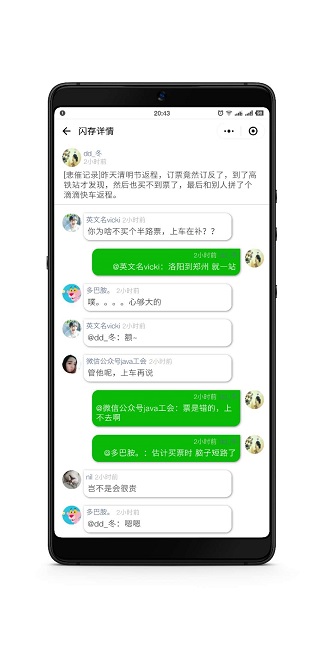 20:43
闪存详情
dd_冬
2小时前
[悲催记录]昨天清明节返程，订票竟然订反了，到了高
铁站才发现，然后也买不到票了，最后和别人拼了个
滴滴快车返程。
英文名vicki 2小时前
你为啥不买个半路票，上车在补？？
2小时前
@英文名vicki：洛阳到郑州 就一站
多巴胺。 2小时前
噗。。。。心够大的
英文名vicki 2小时前
@dd_冬：额~
微信公众号java工会 2小时前
管他呢，上车再说
2小时前
@微信公众号java工会：票是错的，上
不去啊
2小时前
@多巴胺。：估计买票时 脑子短路了
nil 2小时前
岂不是会很贵
多巴胺。 2小时前
@dd_冬：嗯嗯